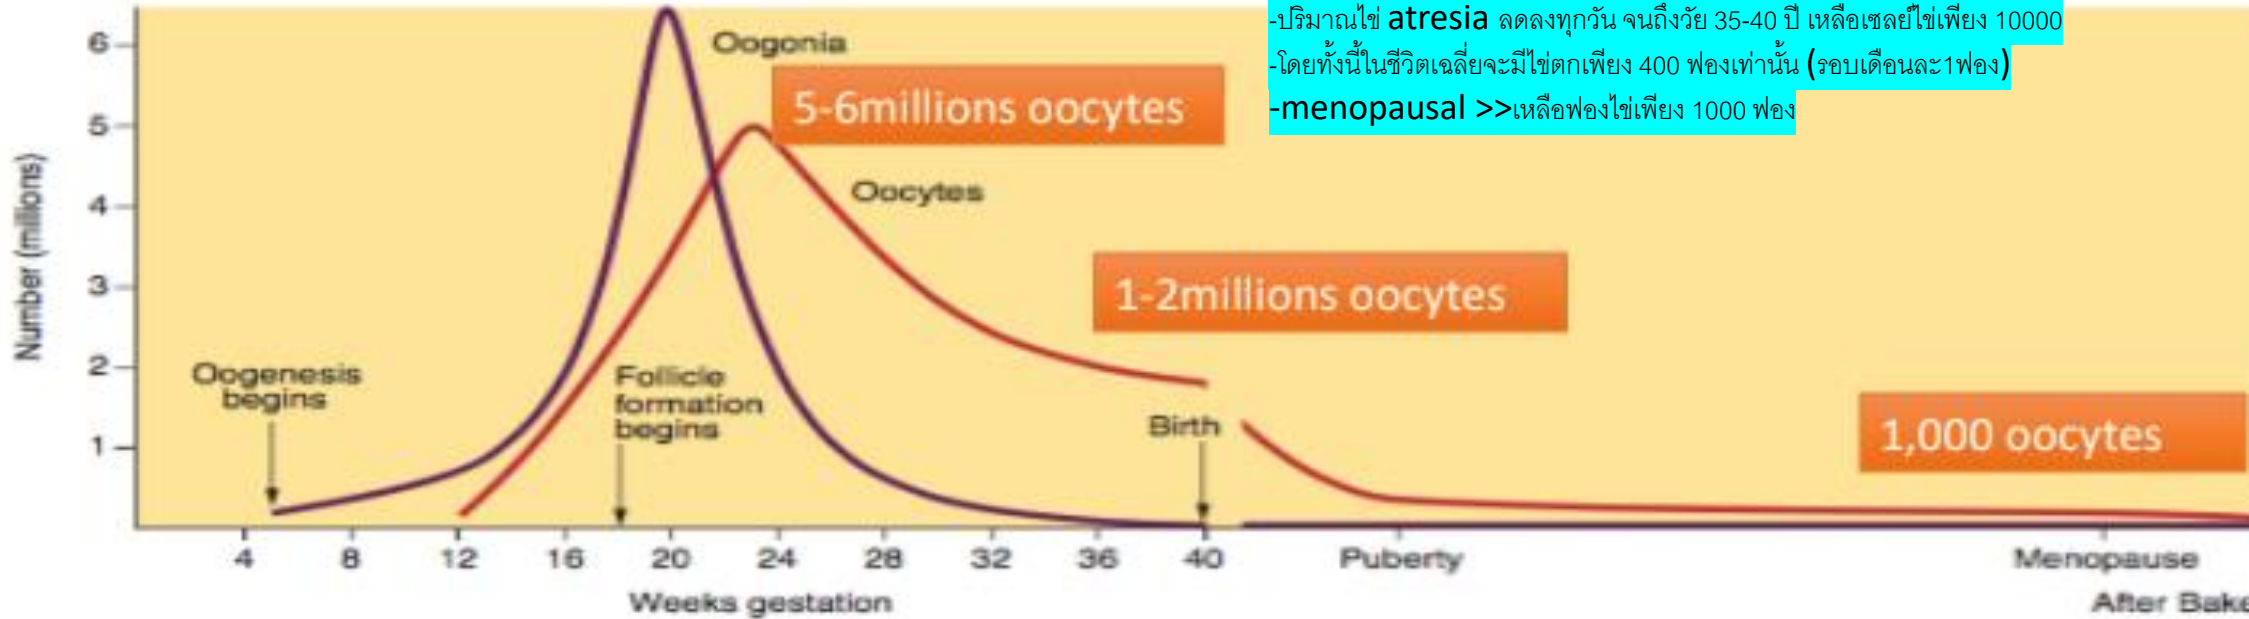 -ปริมาณไข่ atresia ลดลงทุกวัน จนถึงวัย 35-40 ปี เหลือเซลย์ไข่เพียง 10000
-โดยทั้งนี้ในชีวิตเฉลี่ยจะมีไข่ตกเพียง 400 ฟองเท่านั้น (รอบเดือนละ1ฟอง)
-menopausal >>เหลือฟองไข่เพียง 1000 ฟอง
Oogonia
5-6millions oocytes
Oocytes
1-2millions oocytes
1,000 oocytes
Oogenesis
begins
Follicle
formation
begins
Birth
Number (millions)
6
5
4
3
2
1
4 8 12 16 20 24 28 32 36 40 Puberty Menopause
Weeks gestation
After Bake